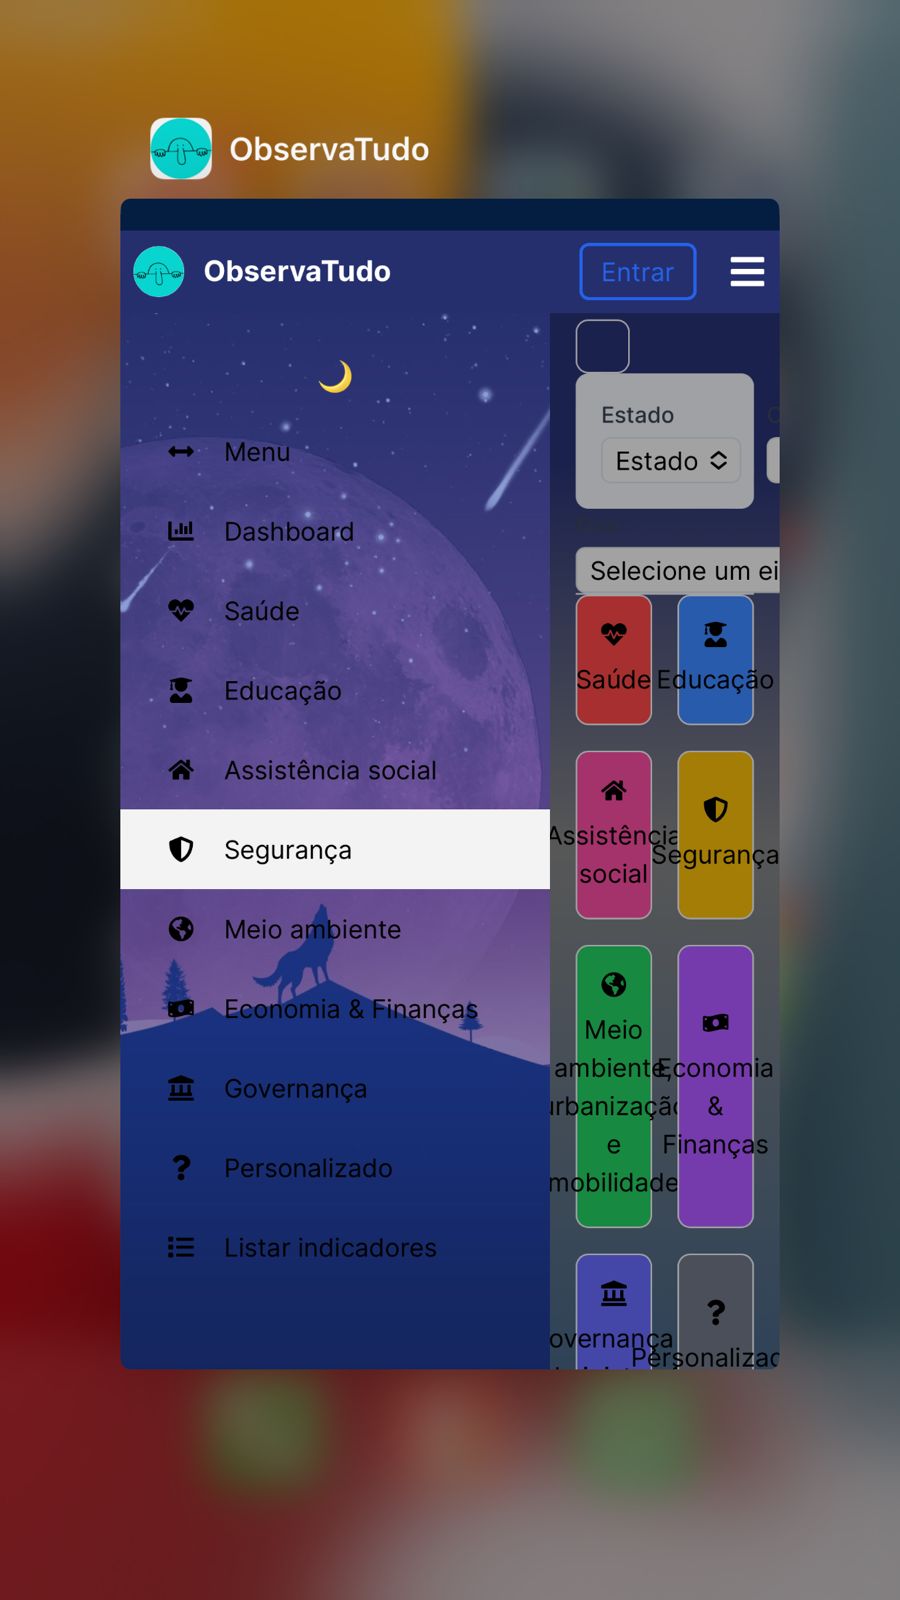 ObservaTudo
ObservaTudo
Entrar
Menu
Dashboard
Saúde
Educação
Assistência social
Segurança
Meio ambiente
Economia & Finanças
Governança
Personalizado
Listar indicadores
Estado
Estado
Selecione um ei
Saúde
Educação
Assistência
social
Segurança
Meio
ambiente,
urbanização
e
mobilidade
Economia
&
Finanças
overnança
Personalizad